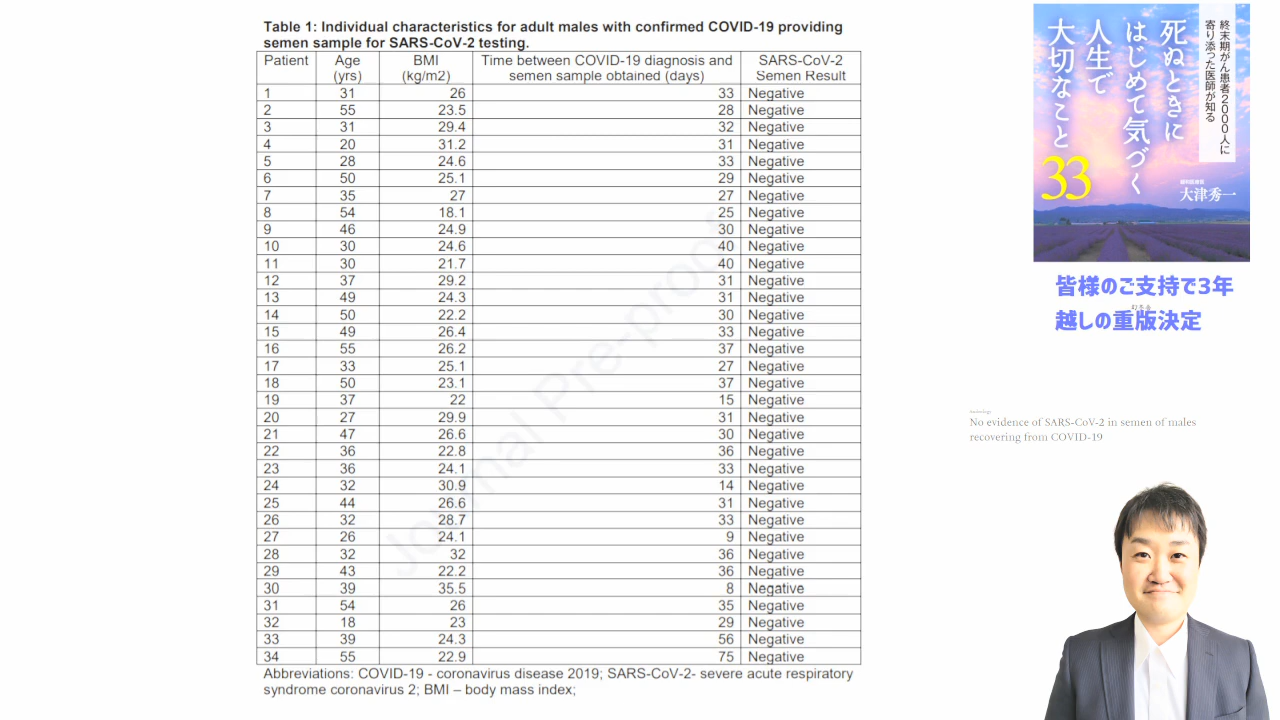 Table 1: Individual characteristics for adult males with confirmed COVID-19 providing
semen sample for SARS-CoV-2 testing.
Patient Age (yrs) BMI (kg/m2) Time between COVID-19 diagnosis and semen sample obtained (days) SARS-CoV-2 Semen Result
1 31 26 33 Negative
2 55 23.5 28 Negative
3 31 29.4 32 Negative
4 20 31.2 31 Negative
5 28 24.6 33 Negative
6 50 25.1 29 Negative
7 35 27 27 Negative
8 54 18.1 25 Negative
9 46 24.9 30 Negative
10 30 24.6 40 Negative
11 30 21.7 40 Negative
12 37 29.2 31 Negative
13 49 24.3 31 Negative
14 50 22.2 30 Negative
15 49 26.4 33 Negative
16 55 26.2 37 Negative
17 33 25.1 27 Negative
18 50 23.1 37 Negative
19 37 22 15 Negative
20 27 29.9 31 Negative
21 47 26.6 30 Negative
22 36 22.8 36 Negative
23 36 24.1 33 Negative
24 32 30.9 14 Negative
25 44 26.6 31 Negative
26 32 28.7 33 Negative
27 26 24.1 9 Negative
28 32 32 36 Negative
29 43 22.2 36 Negative
30 39 35.5 8 Negative
31 54 26 35 Negative
32 18 23 29 Negative
33 39 24.3 56 Negative
34 55 22.9 75 Negative
Abbreviations: COVID-19 - coronavirus disease 2019; SARS-CoV-2- severe acute respiratory
syndrome coronavirus 2; BMI – body mass index;
Journal Pre-proof
終末期がん患者2000人に
寄り添った医師が知る
死ぬときに
はじめて気づく
人生で
大切なこと
33
大津秀一
皆様のご支持で3年
越しの重版決定
No evidence of SARS-CoV-2 in semen of males
recovering from COVID-19